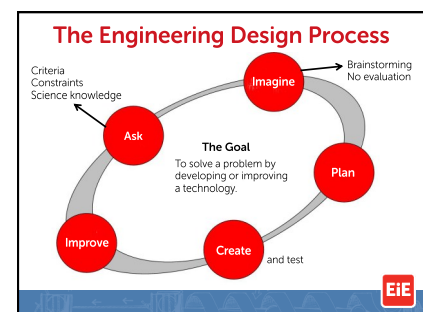 The Engineering Design Process
Criteria
Constraints
Science knowledge
Imagine
Brainstorming
No evaluation
Ask
The Goal
To solve a problem by
developing or improving
a technology.
Plan
Improve
Create
and test
EiE